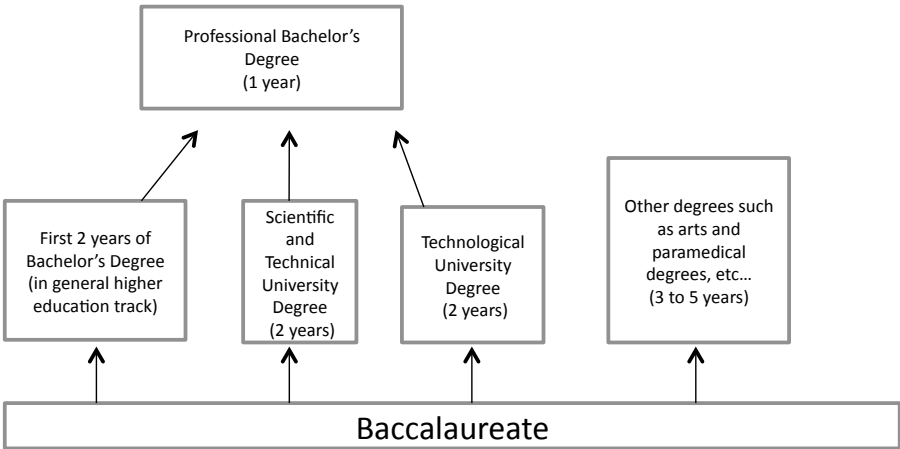 Professional Bachelor's
Degree
(1 year)
First 2 years of
Bachelor's Degree
(in general higher
education track)
Scientific
and
Technical
University
Degree
(2 years)
Technological
University
Degree
(2 years)
Other degrees such
as arts and
paramedical
degrees, etc...
(3 to 5 years)
Baccalaureate